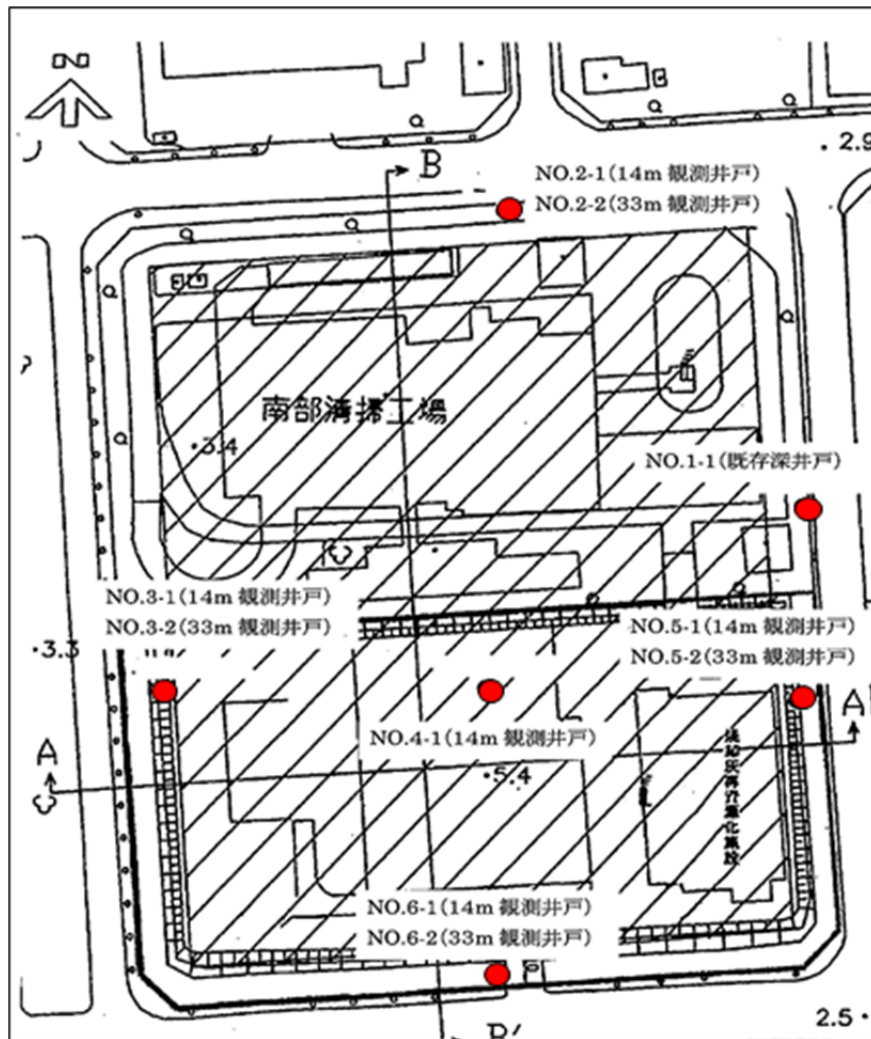 N
B
NO.2-1(14m 観測井戸)
NO.2-2(33m 観測井戸)
. 2.9
南部清掃工場
·3.4
NO.1-1(既存深井戸)
NO.3-1(14m 観測井戸)
NO.3-2(33m 観測井戸)
NO.5-1(14m 観測井戸)
NO.5-2(33m 観測井戸)
·3.3
A
A
NO.4-1(14m 観測井戸)
·5.4
NO.6-1(14m 観測井戸)
NO.6-2(33m 観測井戸)
B'
2.5 ·